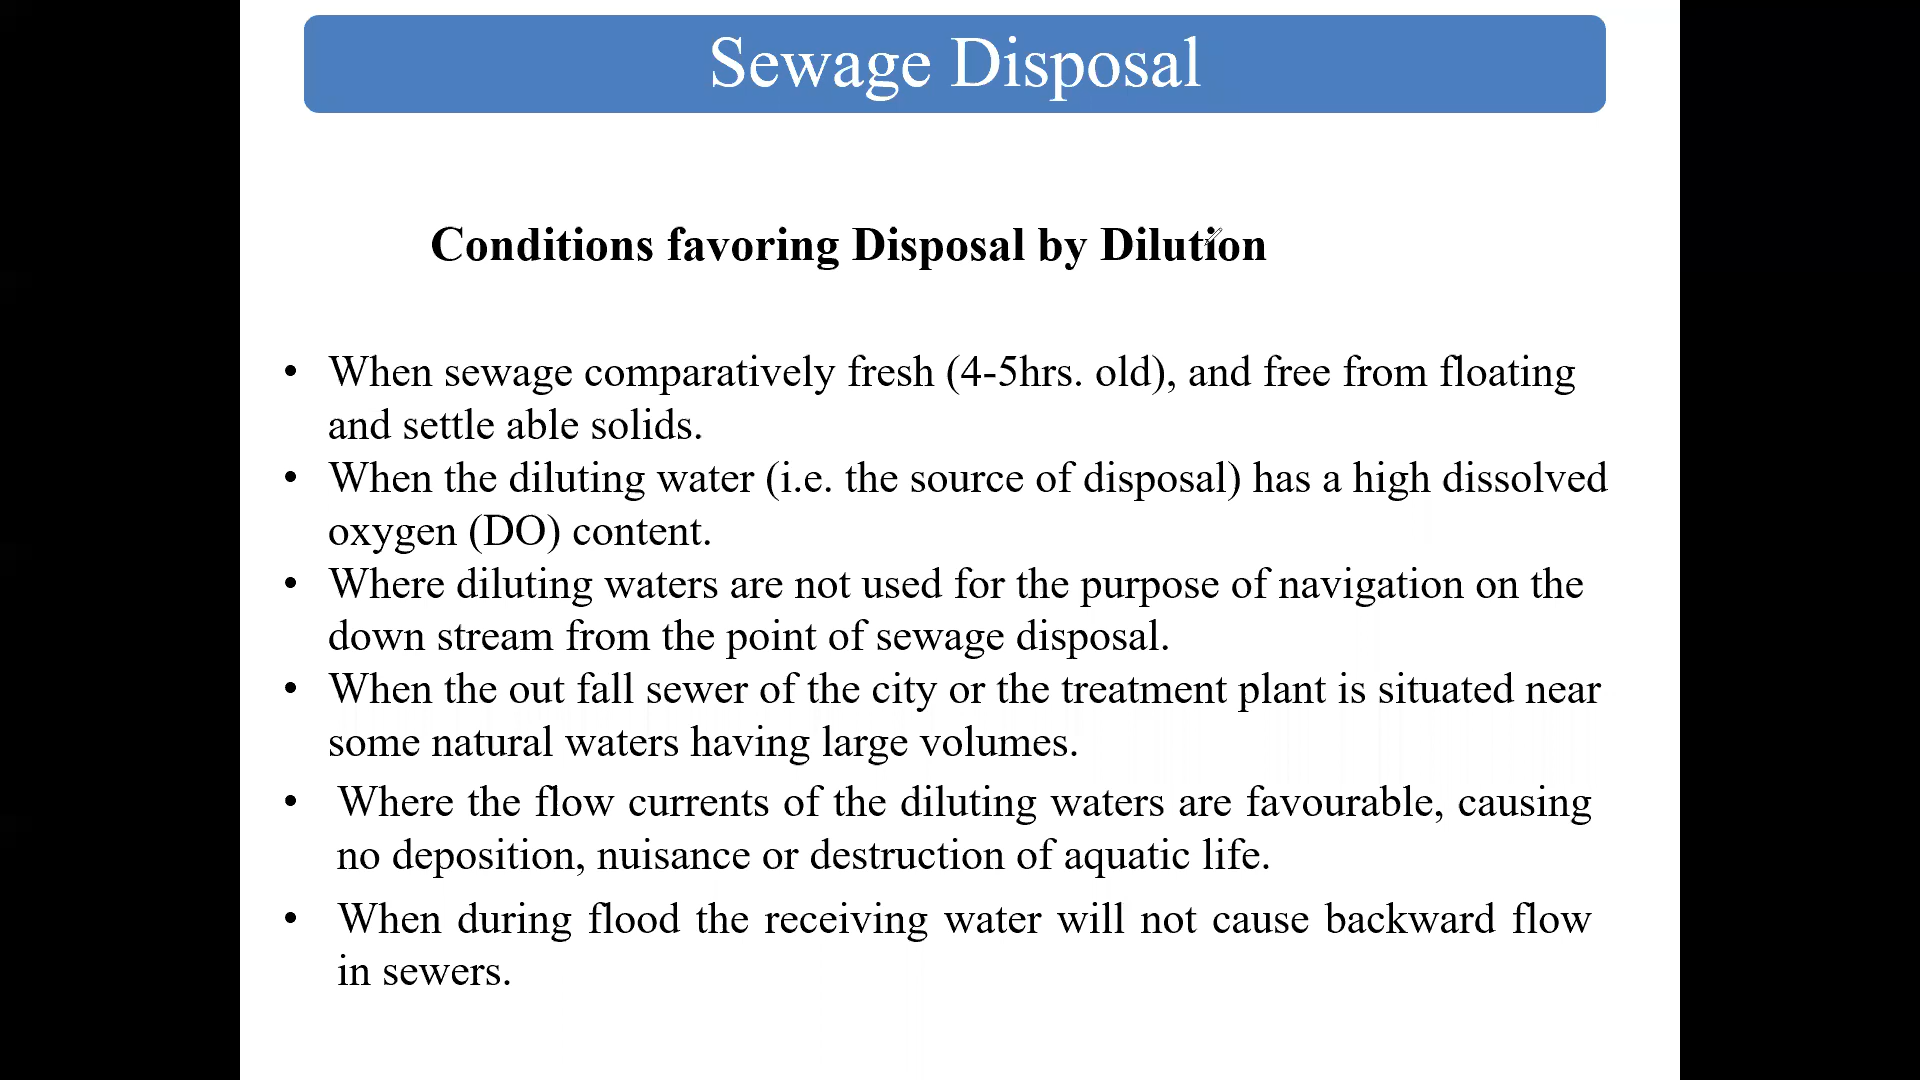 Sewage Disposal
Conditions favoring Disposal by Dilution
• When sewage comparatively fresh (4-5hrs. old), and free from floating
and settle able solids.
• When the diluting water (i.e. the source of disposal) has a high dissolved
oxygen (DO) content.
• Where diluting waters are not used for the purpose of navigation on the
down stream from the point of sewage disposal.
• When the out fall sewer of the city or the treatment plant is situated near
some natural waters having large volumes.
• Where the flow currents of the diluting waters are favourable, causing
no deposition, nuisance or destruction of aquatic life.
• When during flood the receiving water will not cause backward flow
in sewers.